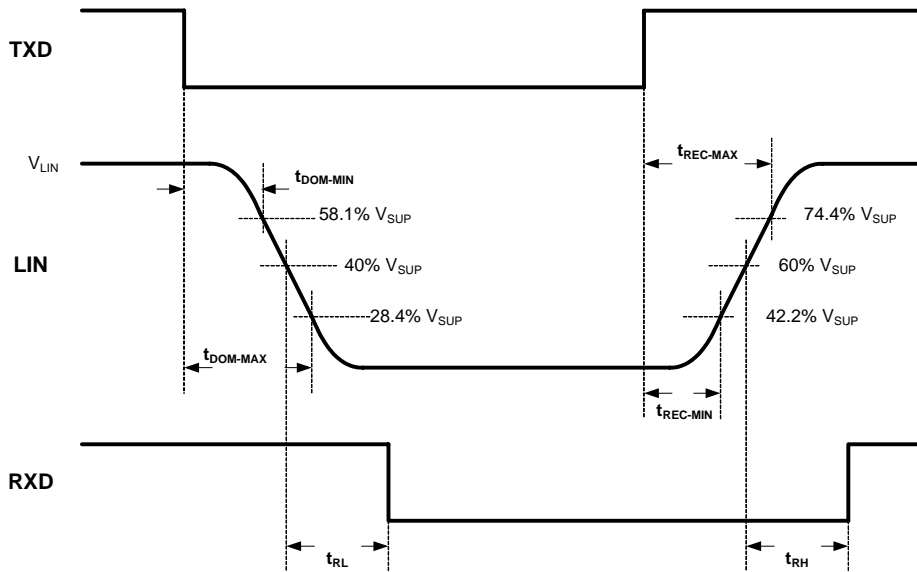 TXD
V_LIN
t_DOM-MIN
t_REC-MAX
58.1% V_SUP
74.4% V_SUP
LIN
40% V_SUP
60% V_SUP
28.4% V_SUP
42.2% V_SUP
t_DOM-MAX
t_REC-MIN
RXD
t_RL
t_RH